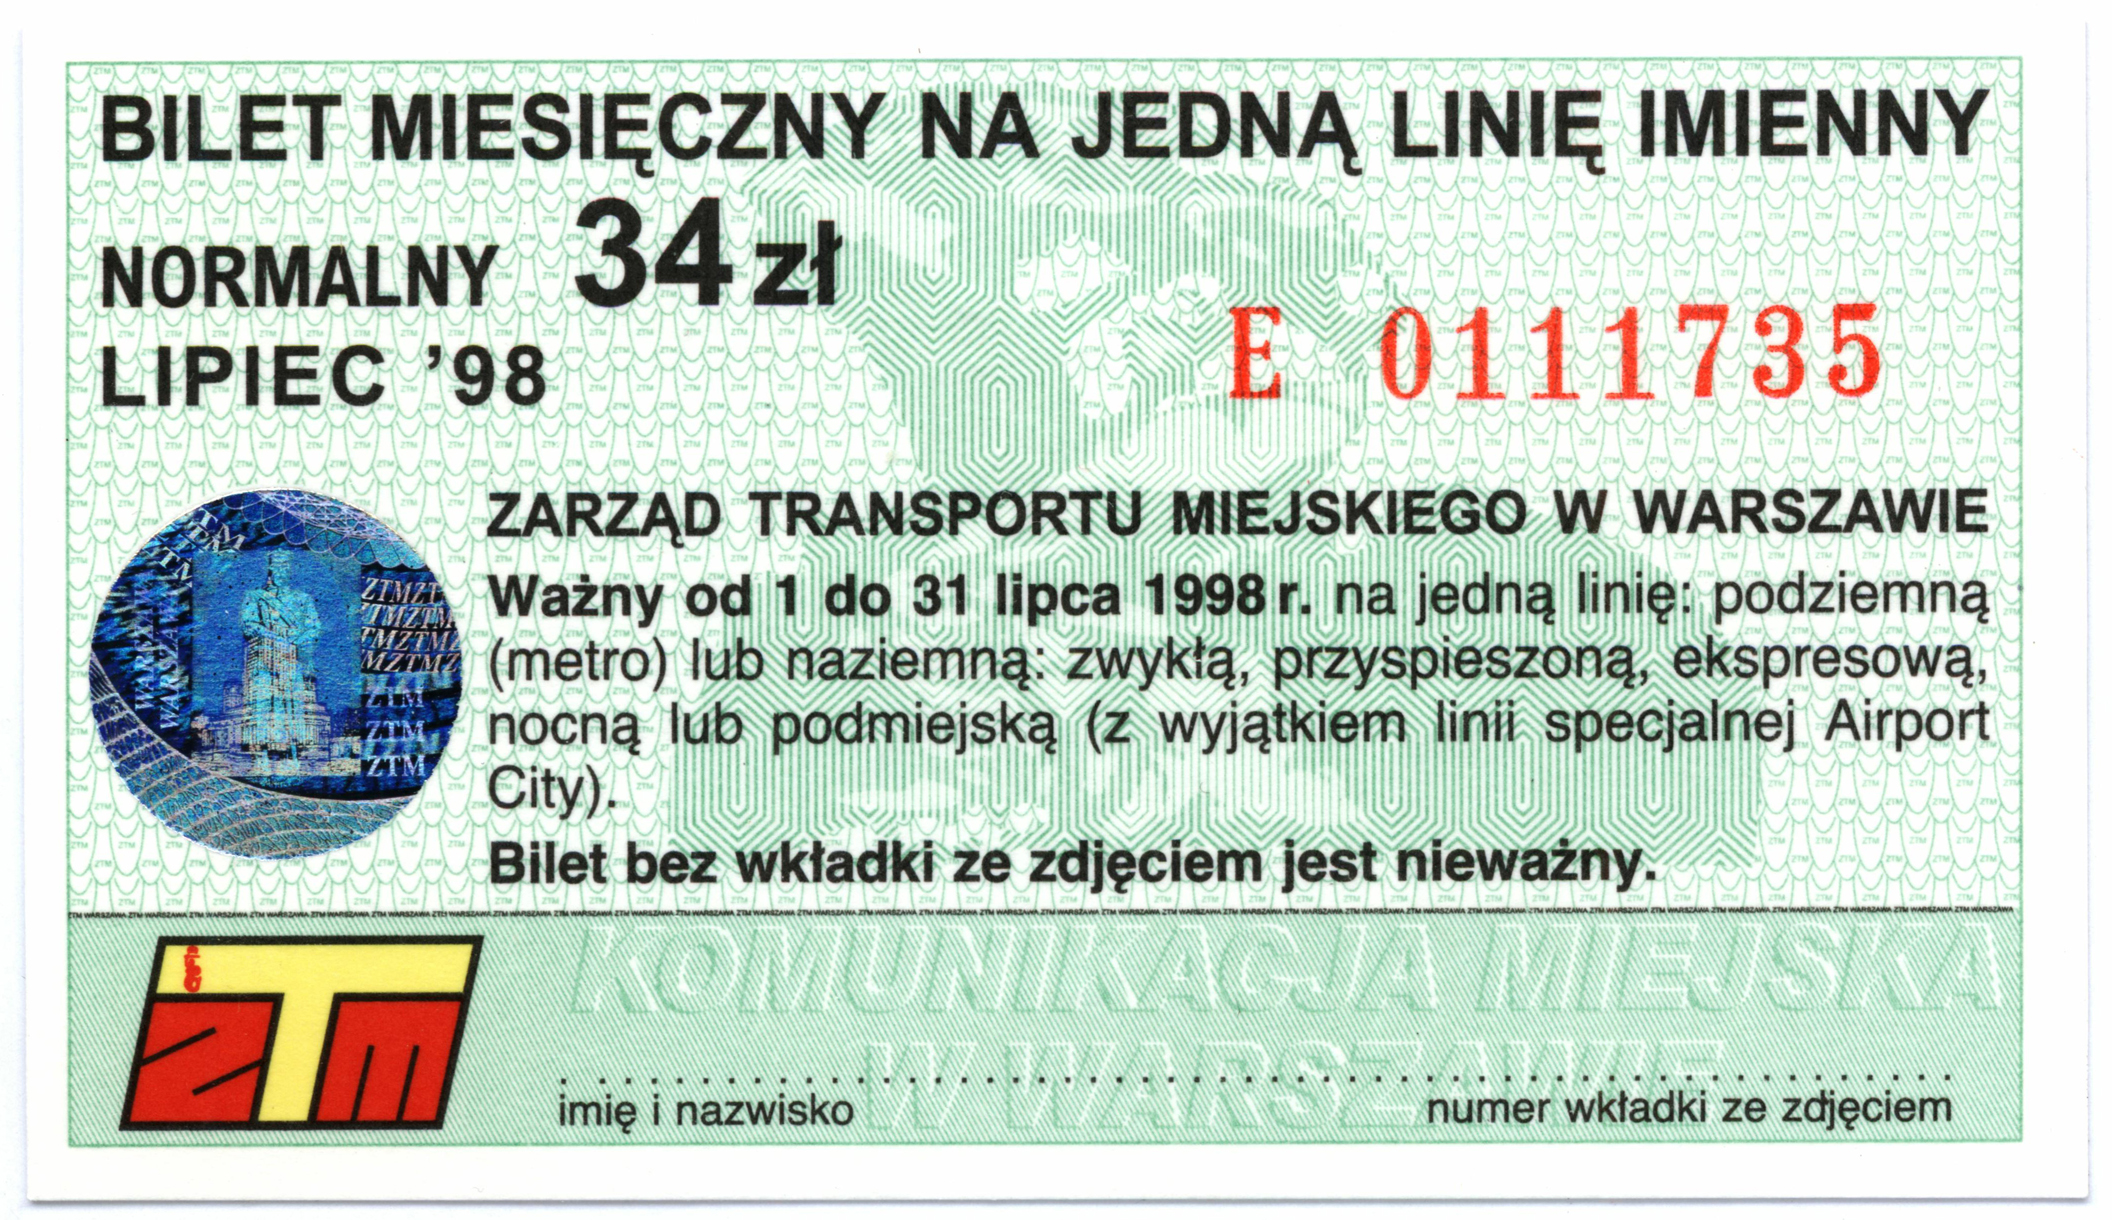 BILET MIESIĘCZNY NA JEDNĄ LINIĘ IMIENNY
NORMALNY 34 zł
LIPIEC ’98
E 0111735
ZARZĄD TRANSPORTU MIEJSKIEGO W WARSZAWIE
Ważny od 1 do 31 lipca 1998 r. na jedną linię: podziemną
(metro) lub naziemną: zwykłą, przyspieszoną, ekspresową,
nocną lub podmiejską (z wyjątkiem linii specjalnej Airport
City).
Bilet bez wkładki ze zdjęciem jest nieważny.
ZTM
KOMUNIKACJA MIEJSKA
W WARSZAWIE
imię i nazwisko numer wkładki ze zdjęciem